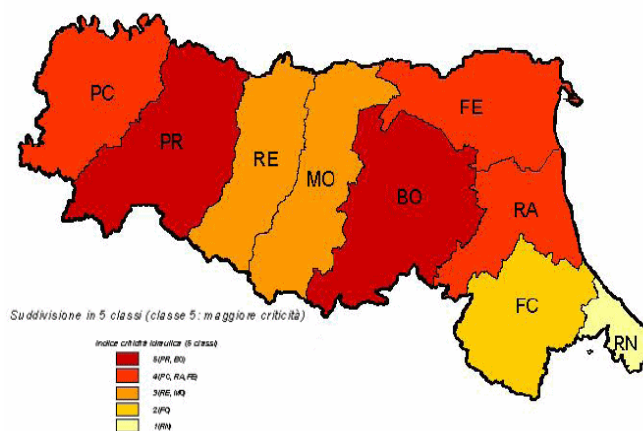 PC
PR
RE
MO
BO
FE
RA
FC
RN
Suddivisione in 5 classi (classe 5: maggiore criticità)
Indice criticità idraulica (5 classi)
5 (PR, BO)
4 (PC, RA, FE)
3 (RE, MO)
2 (FC)
1 (RN)